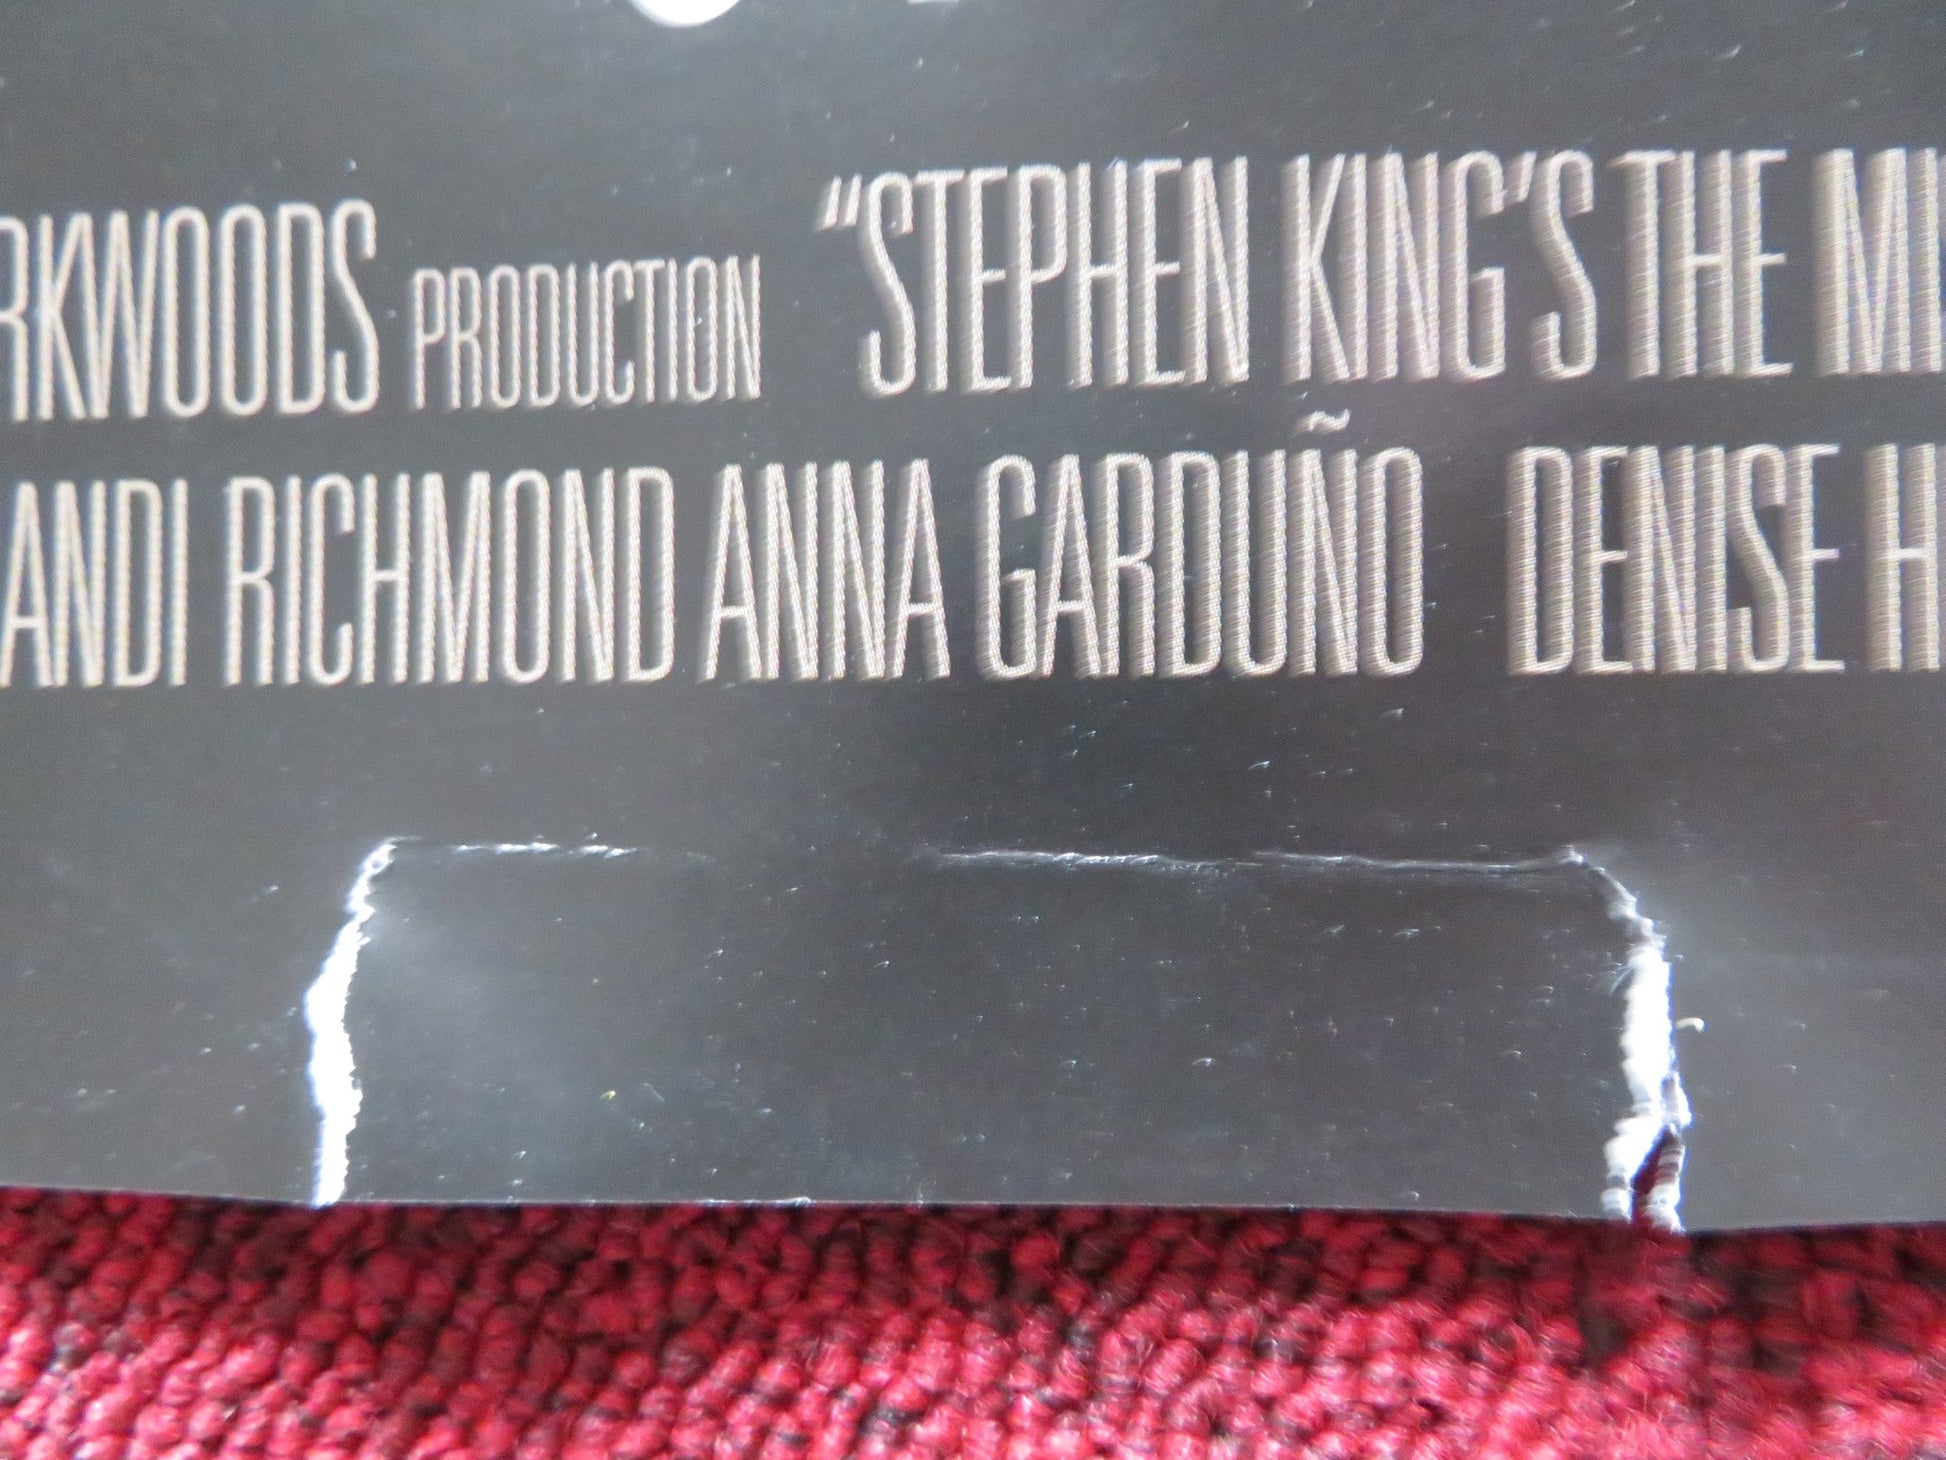 RKWOODS PRODUCTION "STEPHEN KING'S THE MI
ANDI RICHMOND ANNA GARDUÑO DENISE H